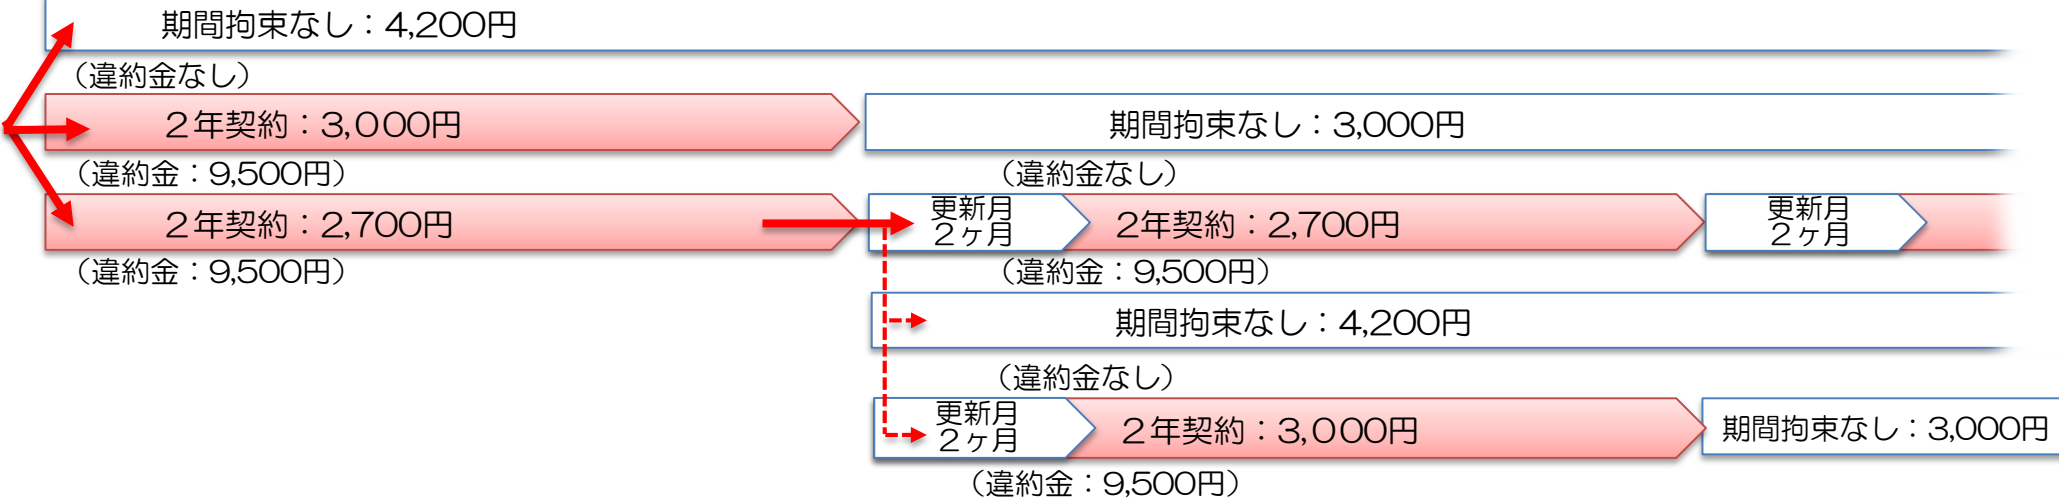 期間拘束なし：4,200円
（違約金なし）
２年契約：3,０００円
期間拘束なし：3,000円
（違約金：9,500円）
（違約金なし）
２年契約：2,700円
更新月
２ヶ月
２年契約：2,700円
更新月
２ヶ月
（違約金：9,500円）
（違約金：9,500円）
期間拘束なし：4,200円
（違約金なし）
更新月
２ヶ月
２年契約：3,０００円
期間拘束なし：3,000円
（違約金：9,500円）